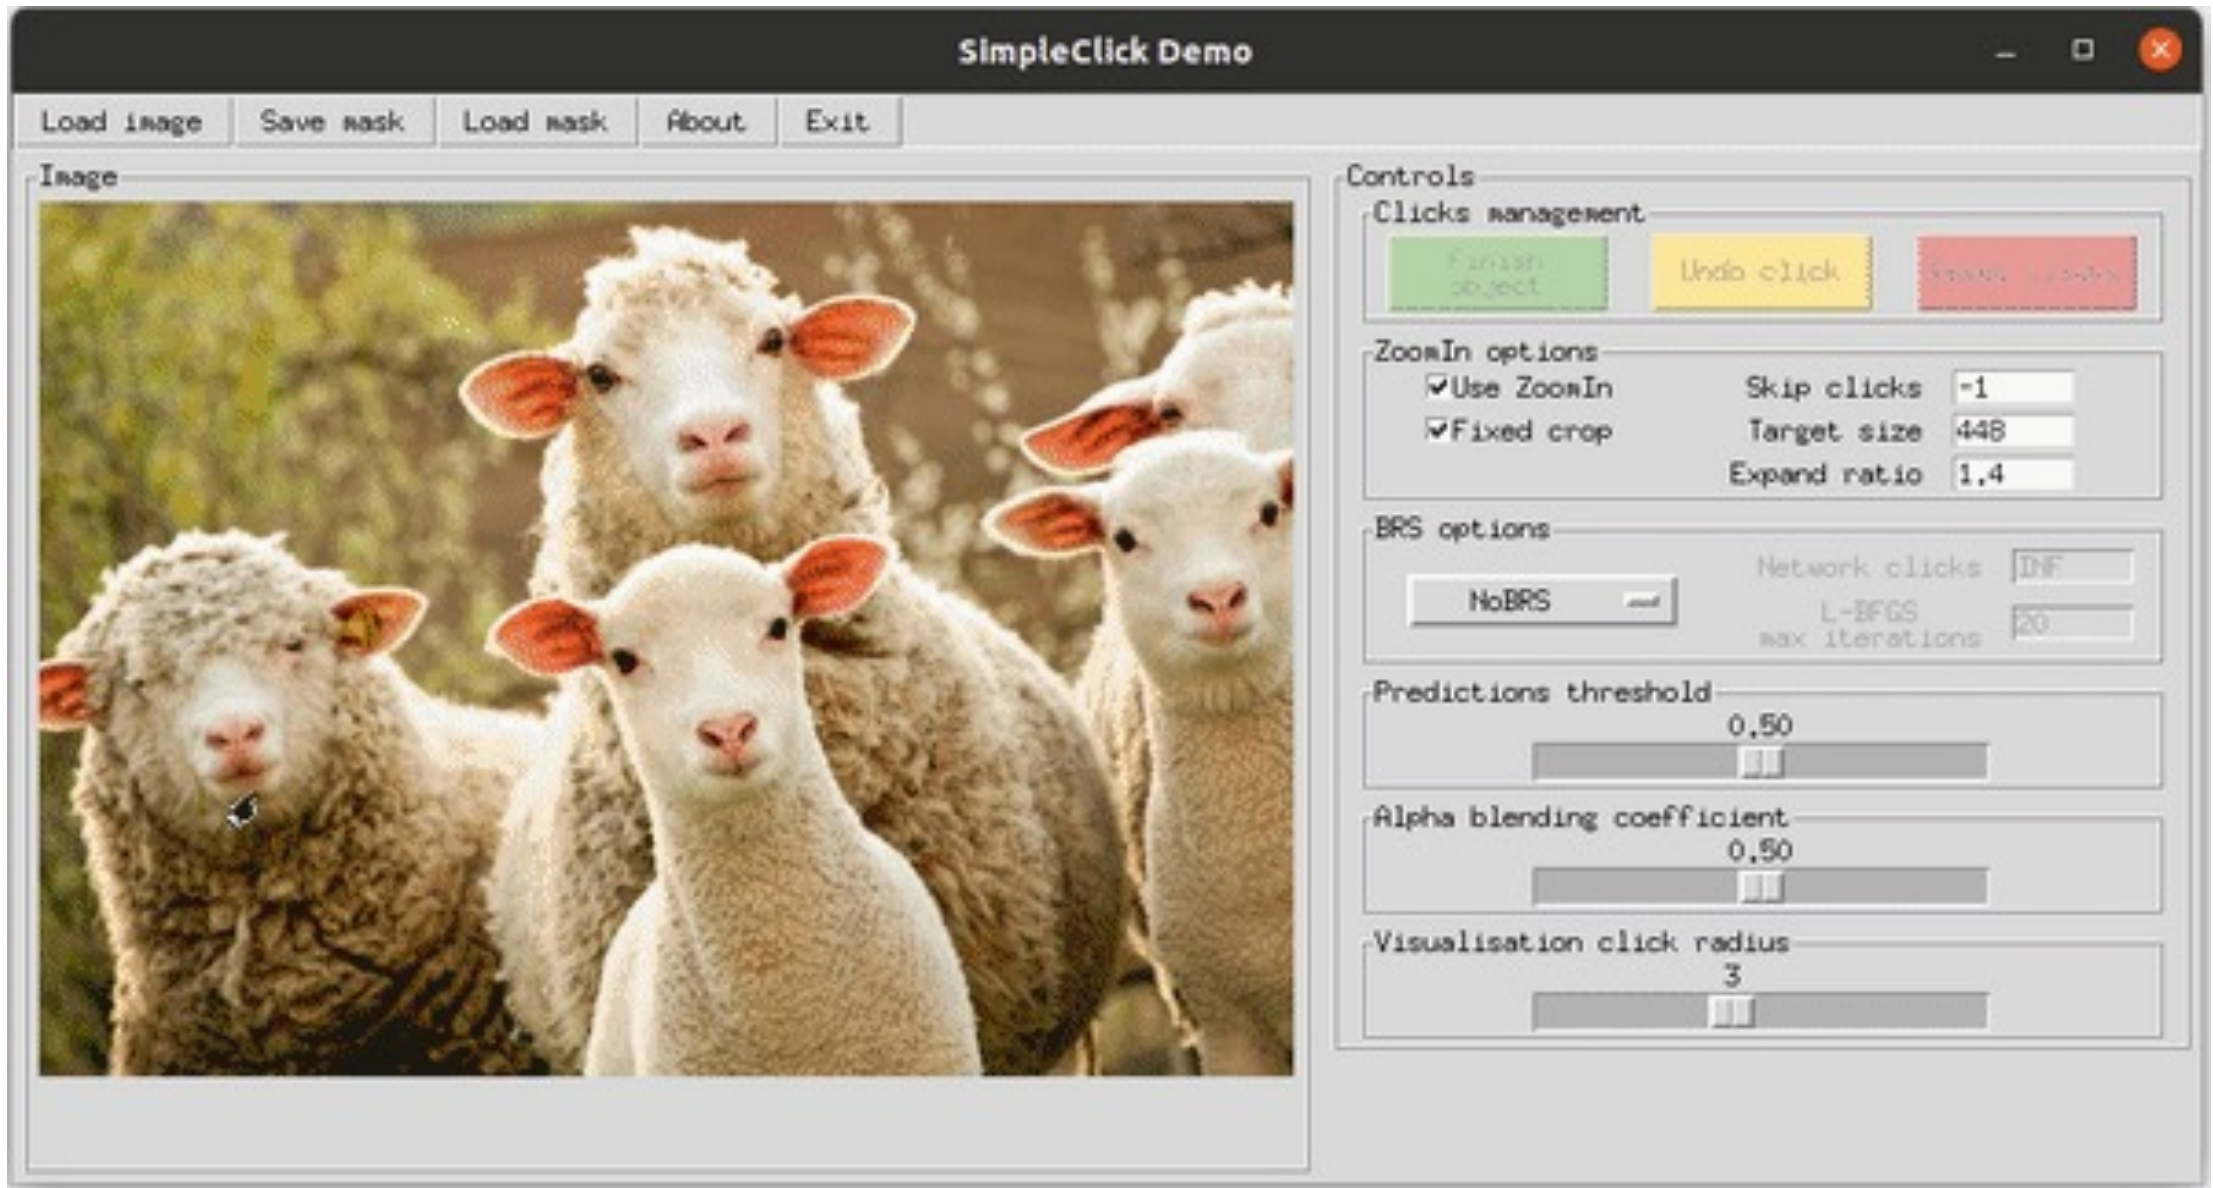 SimpleClick Demo
Load image Save mask Load mask About Exit
Image
Controls
Clicks management
Finish
object
Undo click
ZoomIn options
Use ZoomIn
Skip clicks -1
Fixed crop
Target size 448
Expand ratio 1.4
BRS options
NoBRS
Network clicks INF
L-BFGS
max iterations 20
Predictions threshold
0.50
Alpha blending coefficient
0.50
Visualisation click radius
3